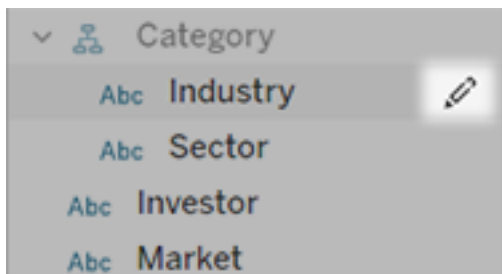 Category
Abc Industry
Abc Sector
Abc Investor
Abc Market